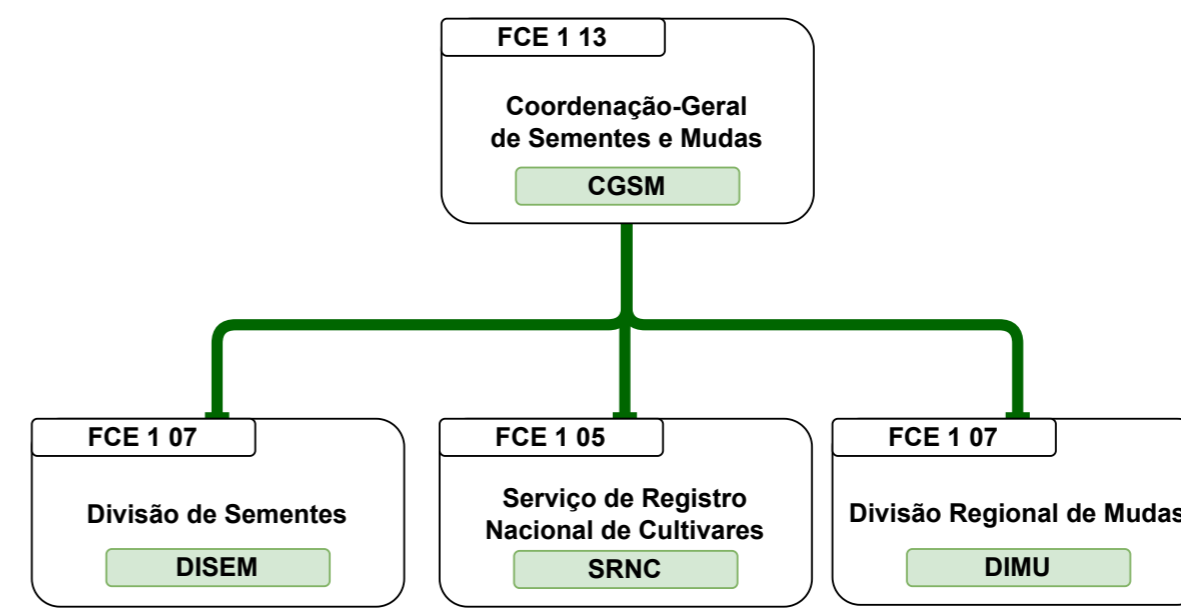 FCE 1 13
Coordenação-Geral
de Sementes e Mudas
CGSM
FCE 1 07
Divisão de Sementes
DISEM
FCE 1 05
Serviço de Registro
Nacional de Cultivares
SRNC
FCE 1 07
Divisão Regional de Mudas
DIMU